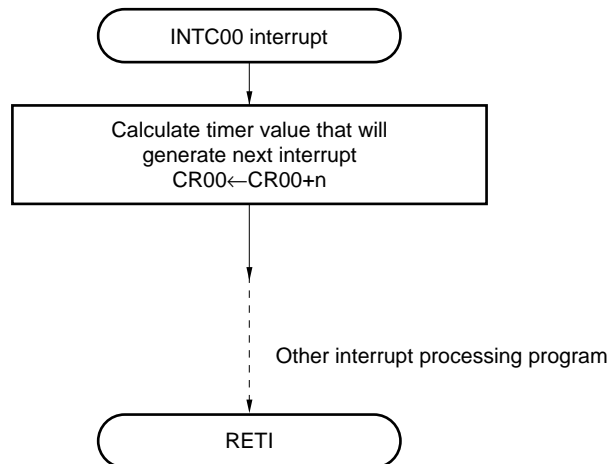 INTC00 interrupt
Calculate timer value that will
generate next interrupt
CR00←CR00+n
Other interrupt processing program
RETI